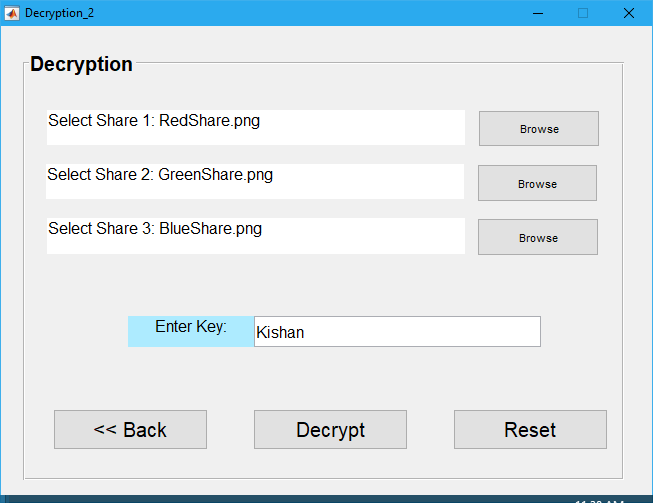 Decryption_2
Decryption
Select Share 1: RedShare.png
Browse
Select Share 2: GreenShare.png
Browse
Select Share 3: BlueShare.png
Browse
Enter Key:
Kishan
<< Back
Decrypt
Reset